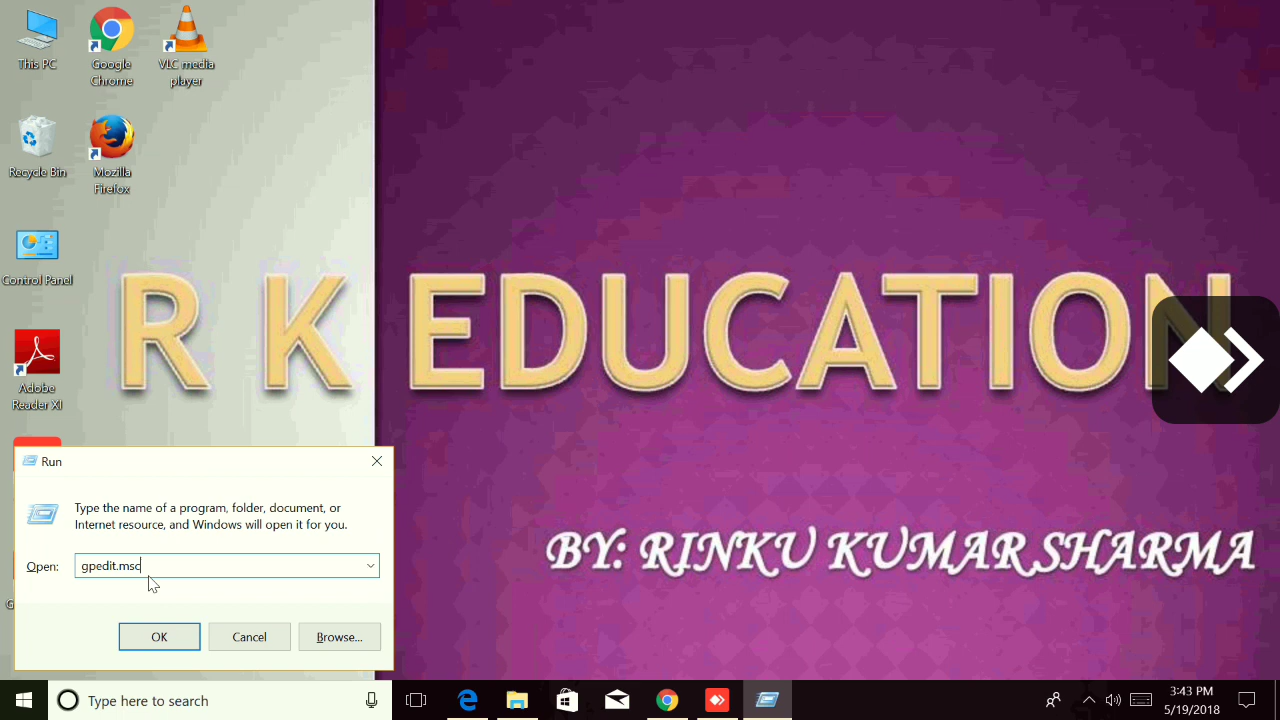 This PC
Google
Chrome
VLC media
player
Recycle Bin
Mozilla
Firefox
Control Panel
Adobe
Reader XI
R K EDUCATION
BY: RINKU KUMAR SHARMA
Run
Type the name of a program, folder, document, or
Internet resource, and Windows will open it for you.
Open: gpedit.msc
OK Cancel Browse...
Type here to search
3:43 PM
5/19/2018